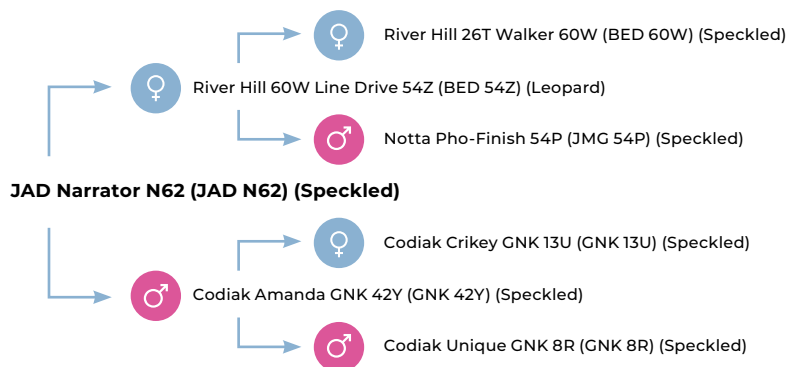 River Hill 26T Walker 60W (BED 60W) (Speckled)
River Hill 60W Line Drive 54Z (BED 54Z) (Leopard)
Notta Pho-Finish 54P (JMG 54P) (Speckled)
JAD Narrator N62 (JAD N62) (Speckled)
Codiak Crikey GNK 13U (GNK 13U) (Speckled)
Codiak Amanda GNK 42Y (GNK 42Y) (Speckled)
Codiak Unique GNK 8R (GNK 8R) (Speckled)